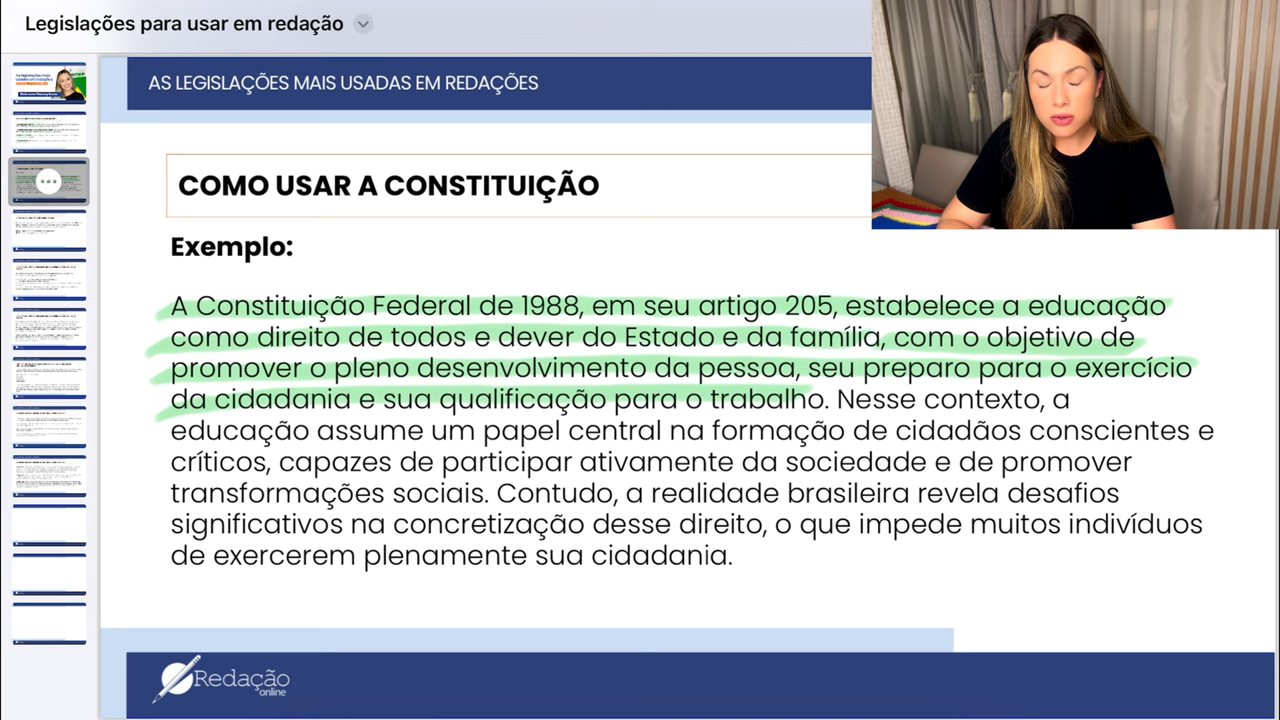 Legislações para usar em redação
AS LEGISLAÇÕES MAIS USADAS EM REDAÇÕES
COMO USAR A CONSTITUIÇÃO
Exemplo:
A Constituição Federal de 1988, em seu artigo 205, estabelece a educação
como direito de todos e dever do Estado e da família, com o objetivo de
promover o pleno desenvolvimento da pessoa, seu preparo para o exercício
da cidadania e sua qualificação para o trabalho. Nesse contexto, a
educação assume um papel central na formação de cidadãos conscientes e
críticos, capazes de participar ativamente da sociedade e de promover
transformações sociais. Contudo, a realidade brasileira revela desafios
significativos na concretização desse direito, o que impede muitos indivíduos
de exercerem plenamente sua cidadania.
Redação
online